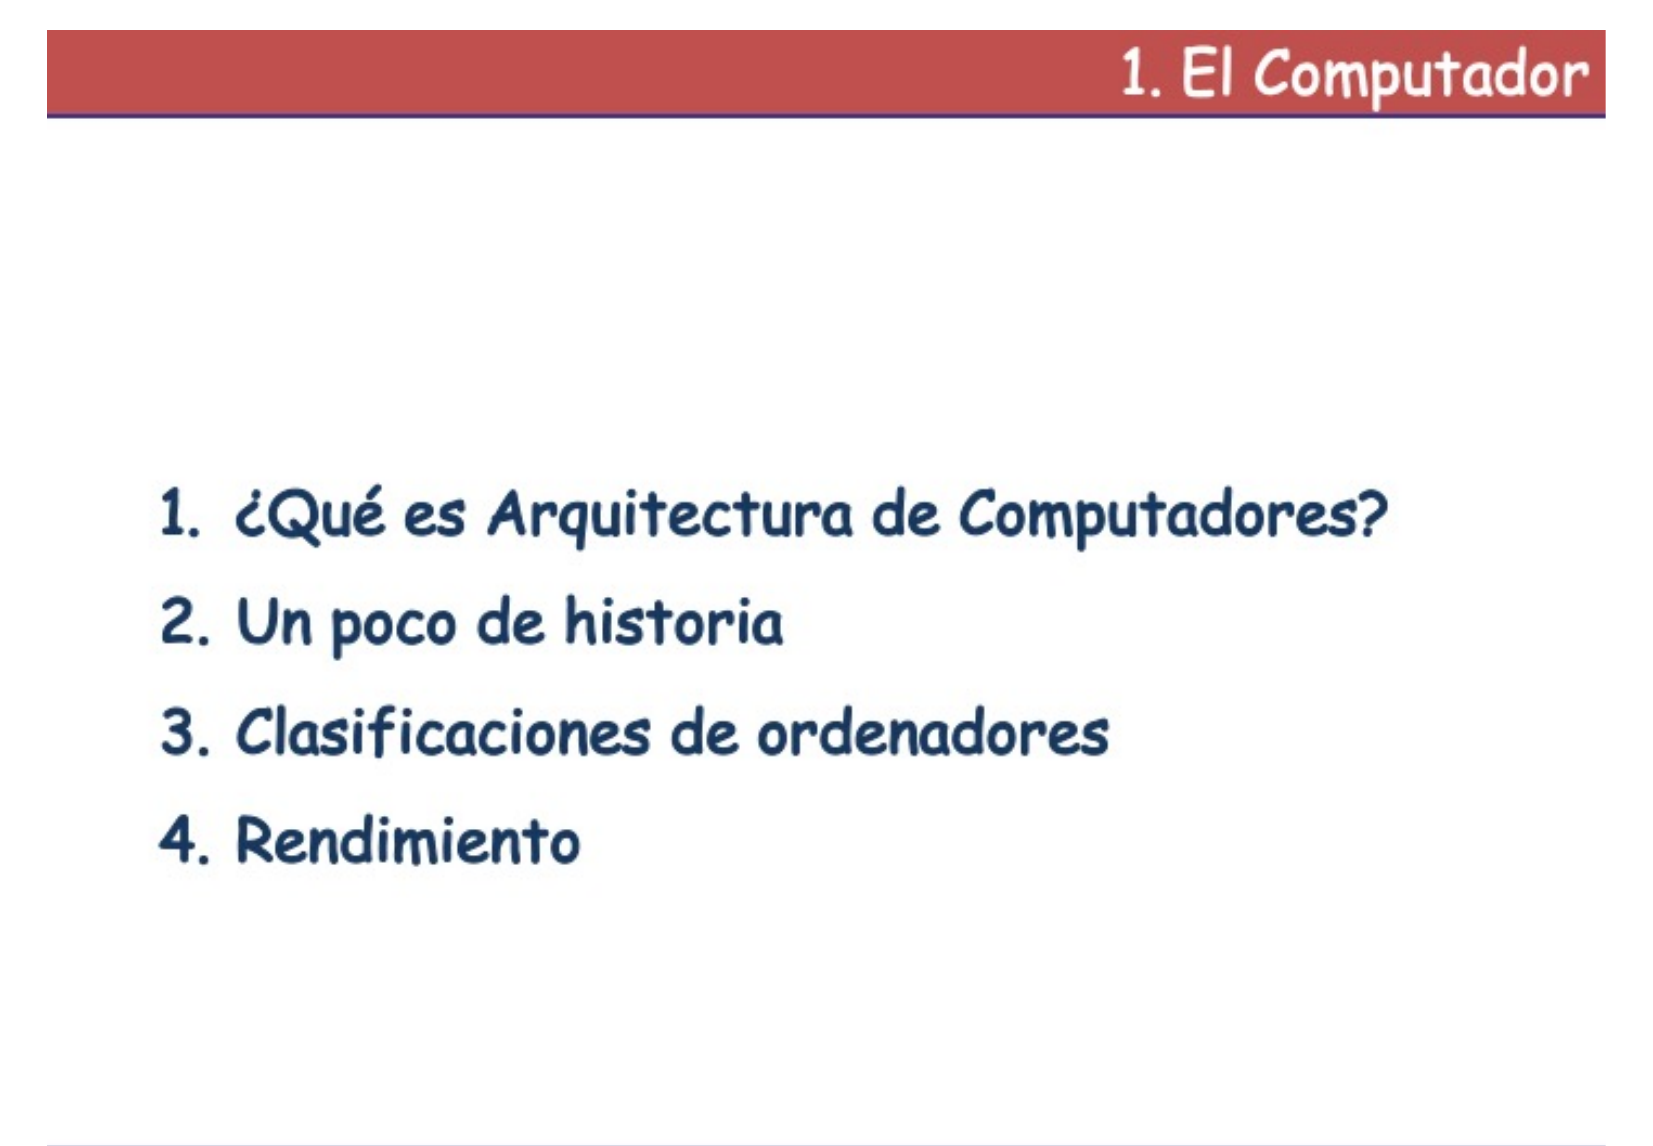 1. El Computador
1. ¿Qué es Arquitectura de Computadores?
2. Un poco de historia
3. Clasificaciones de ordenadores
4. Rendimiento